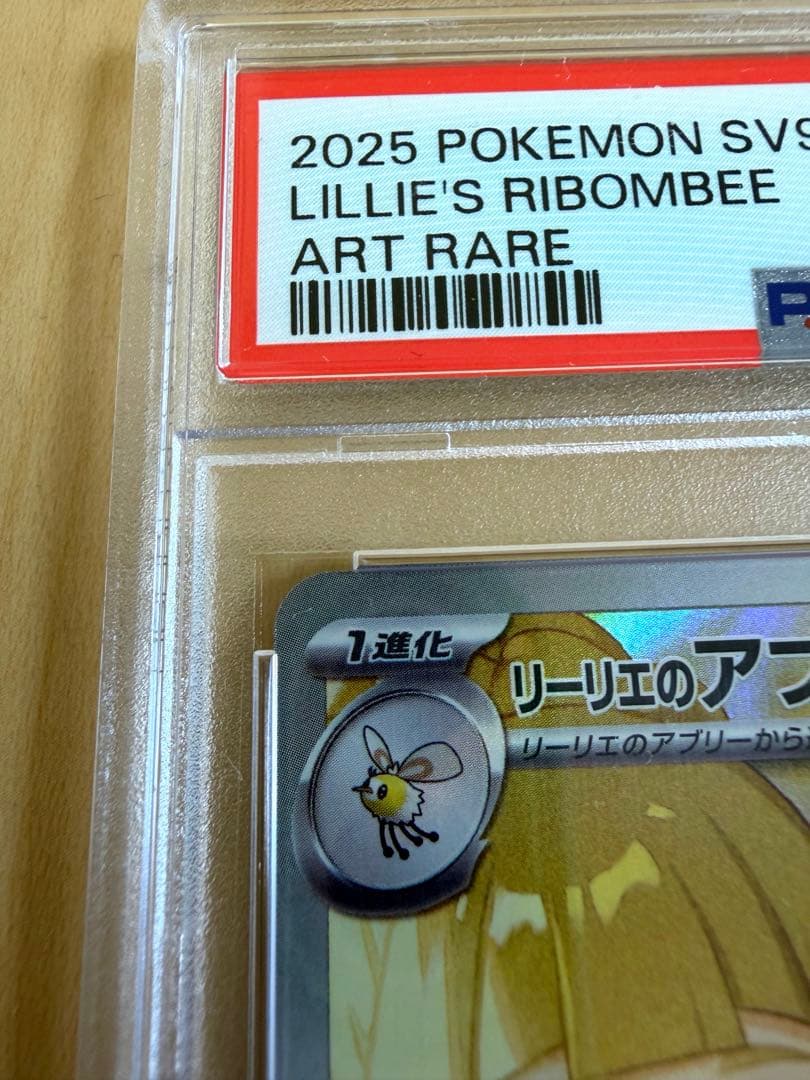 2025 POKEMON SV9
LILLIE'S RIBOMBEE
ART RARE
1進化
リーリエのアブ
リーリエのアブリーから